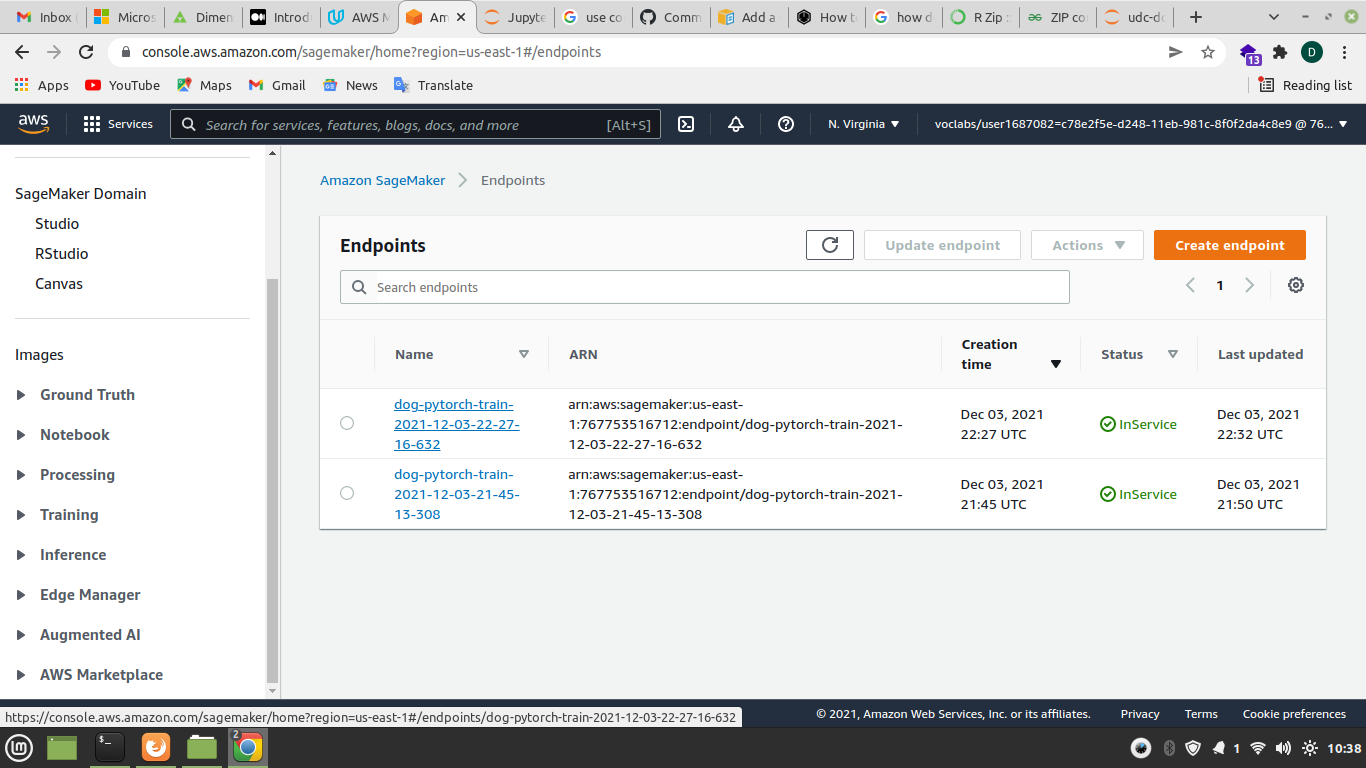 Inbox (
Micros
Dimen
Introd
AWS M
Am
Jupyte
use co
Comm
Add a
How to
how d
R Zip :
ZIP co
udc-do
console.aws.amazon.com/sagemaker/home?region=us-east-1#/endpoints
13
D
Apps
YouTube
Maps
Gmail
News
Translate
Reading list
aws
Services
Search for services, features, blogs, docs, and more
[Alt+S]
N. Virginia
voclabs/user1687082=c78e2f5e-d248-11eb-981c-8f0f2da4c8e9 @ 76...
SageMaker Domain
Studio
RStudio
Canvas
Images
Ground Truth
Notebook
Processing
Training
Inference
Edge Manager
Augmented AI
AWS Marketplace
Amazon SageMaker
Endpoints
Endpoints
Update endpoint
Actions
Create endpoint
Search endpoints
1
Name
ARN
Creation
time
Status
Last updated
dog-pytorch-train-
2021-12-03-22-27-
16-632
arn:aws:sagemaker:us-east-
1:767753516712:endpoint/dog-pytorch-train-2021-
12-03-22-27-16-632
Dec 03, 2021
22:27 UTC
InService
Dec 03, 2021
22:32 UTC
dog-pytorch-train-
2021-12-03-21-45-
13-308
arn:aws:sagemaker:us-east-
1:767753516712:endpoint/dog-pytorch-train-2021-
12-03-21-45-13-308
Dec 03, 2021
21:45 UTC
InService
Dec 03, 2021
21:50 UTC
https://console.aws.amazon.com/sagemaker/home?region=us-east-1#/endpoints/dog-pytorch-train-2021-12-03-22-27-16-632
© 2021, Amazon Web Services, Inc. or its affiliates.
Privacy
Terms
Cookie preferences
2
1
10:38